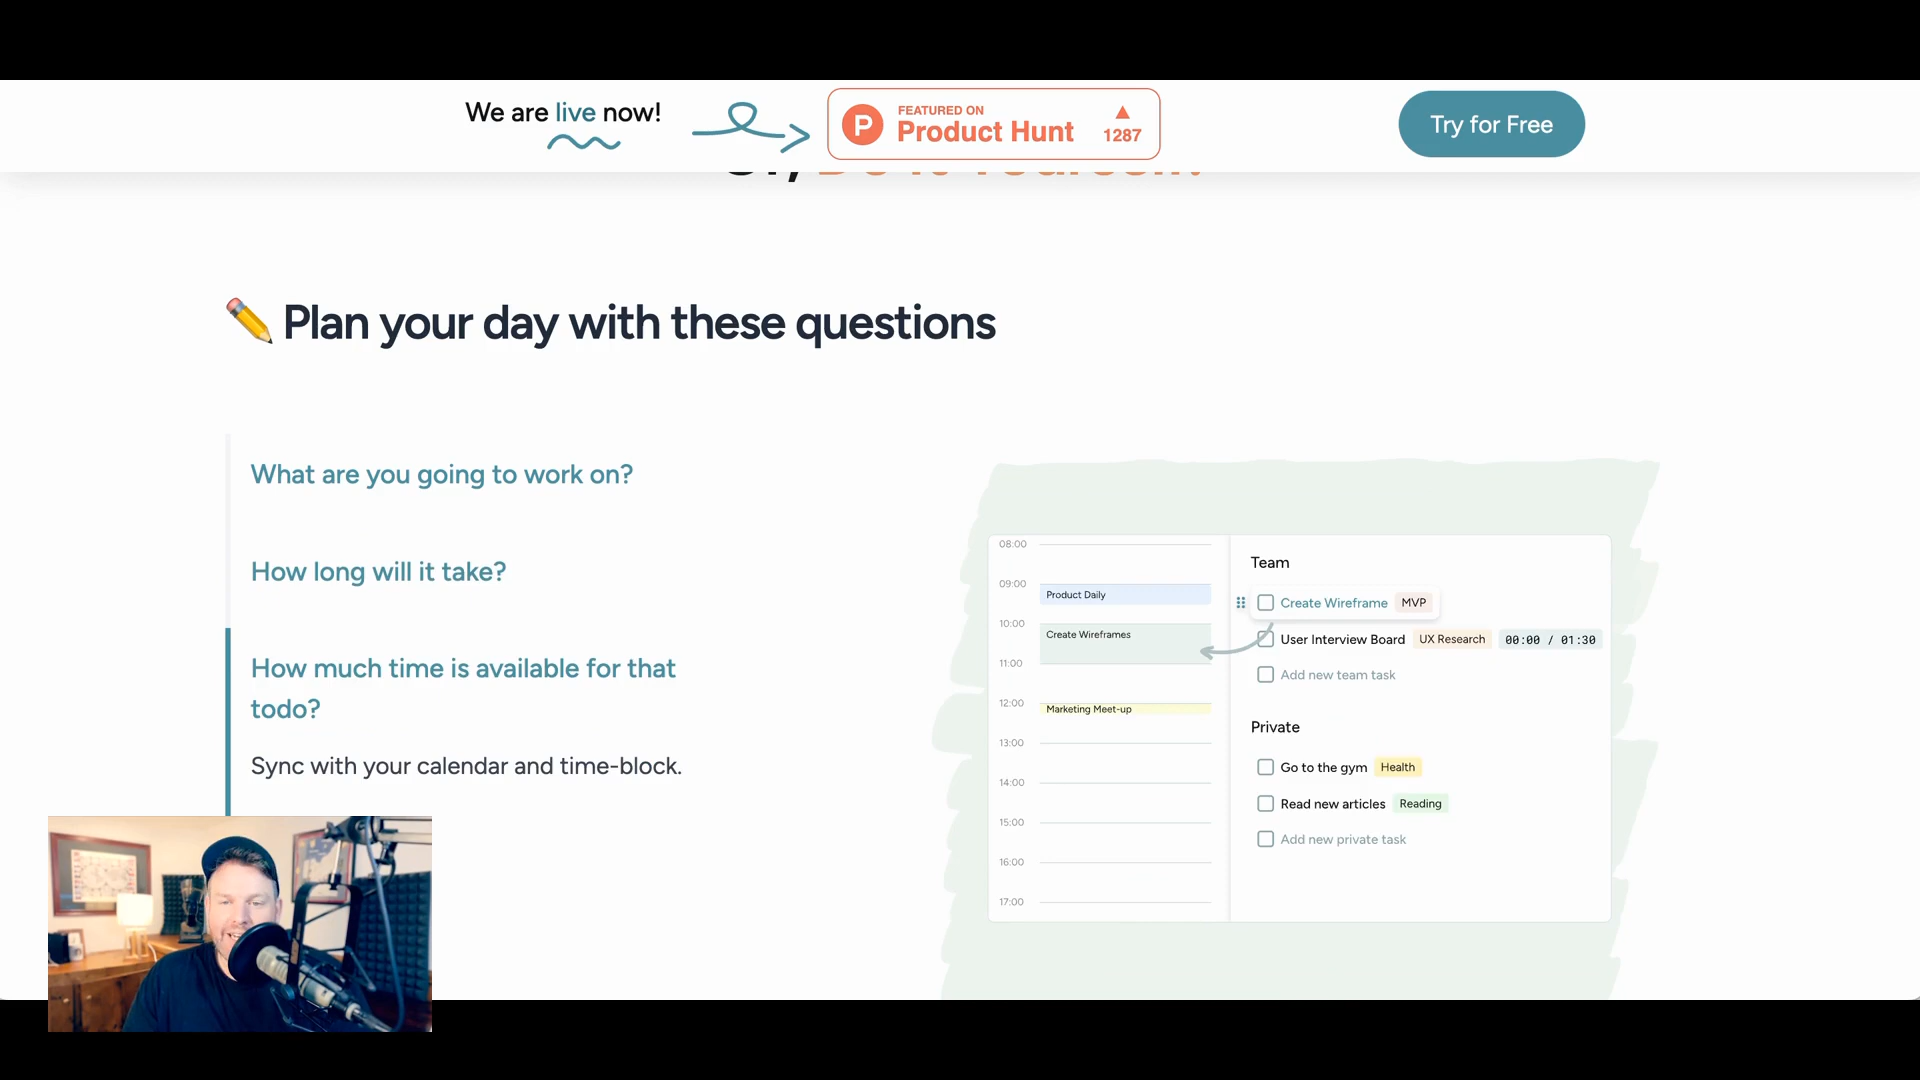 We are live now!
FEATURED ON
Product Hunt
1287
Try for Free
Plan your day with these questions
What are you going to work on?
How long will it take?
How much time is available for that
todo?
Sync with your calendar and time-block.
08:00
09:00
Product Daily
10:00
Create Wireframes
11:00
12:00
Marketing Meet-up
13:00
14:00
15:00
16:00
17:00
Team
Create Wireframe MVP
User Interview Board UX Research 00:00 / 01:30
Add new team task
Private
Go to the gym Health
Read new articles Reading
Add new private task